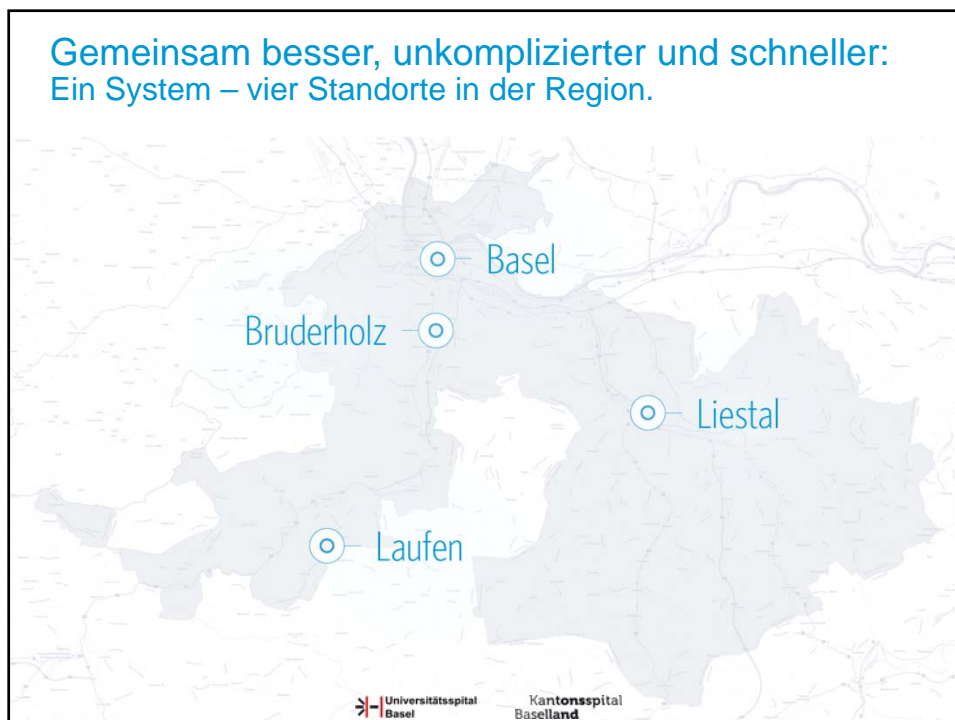 Gemeinsam besser, unkomplizierter und schneller:
Ein System – vier Standorte in der Region.
Basel
Bruderholz
Liestal
Laufen
Universitätsspital
Basel
Kantonsspital
Baselland